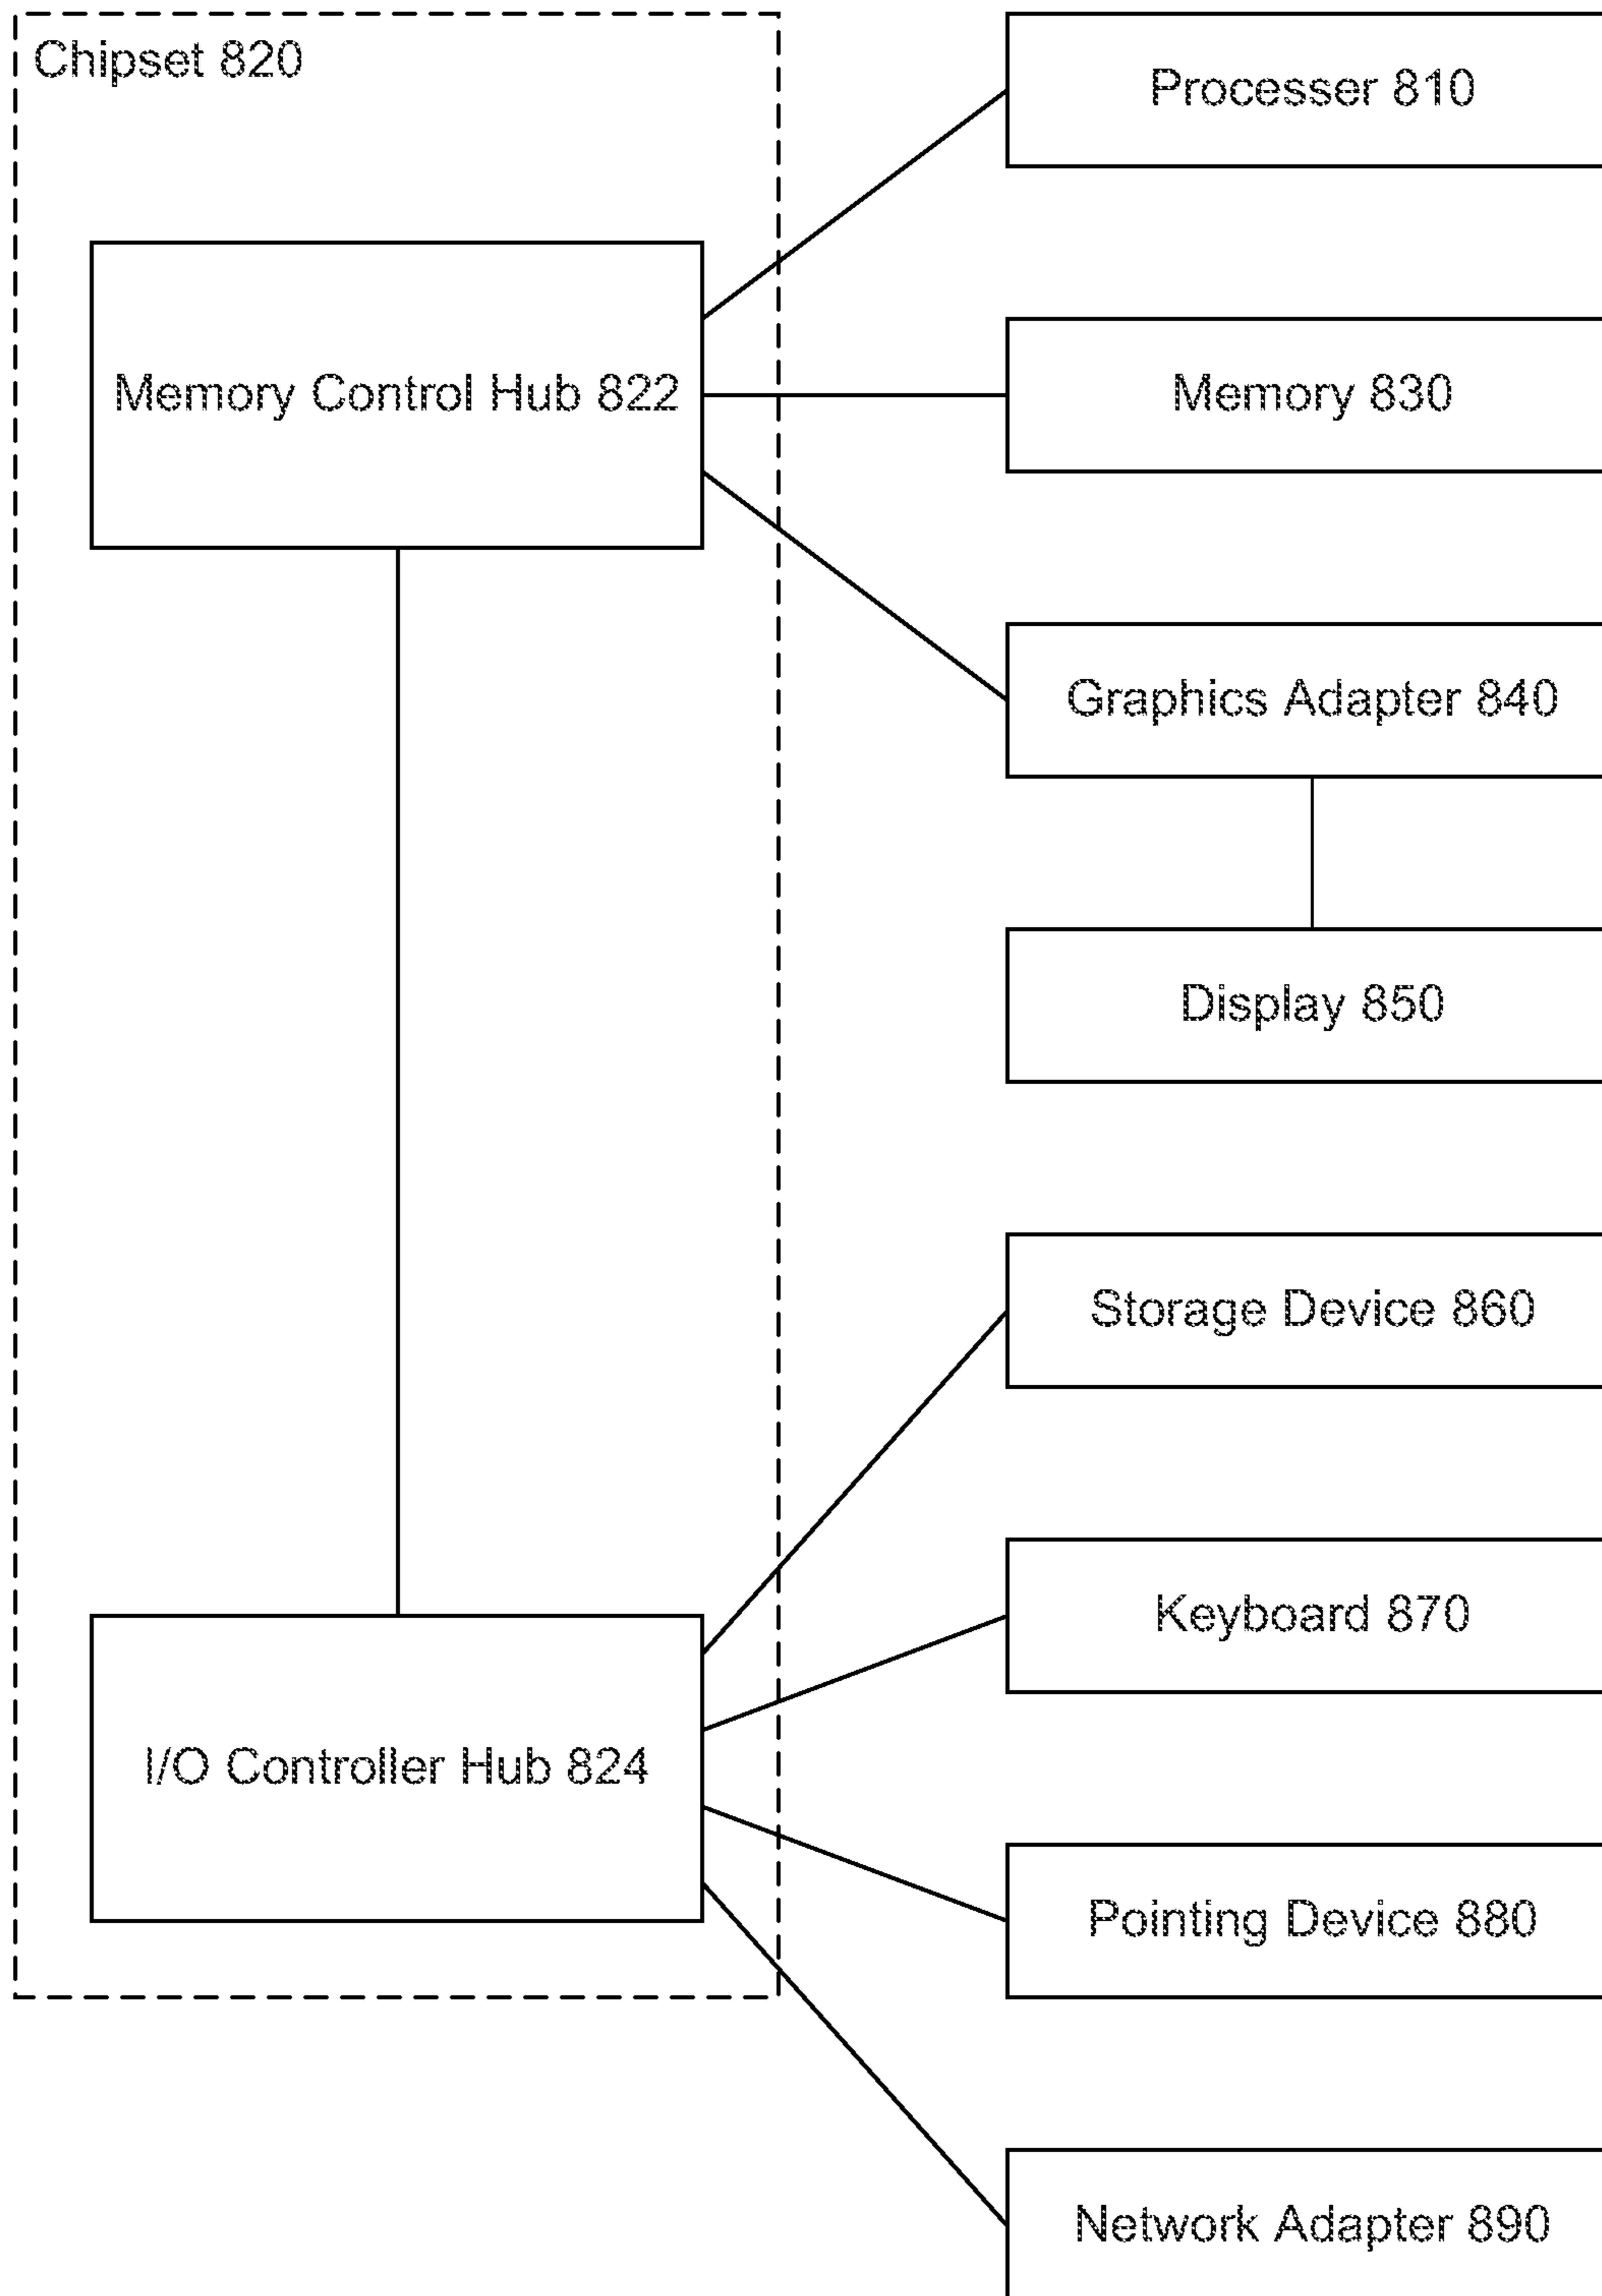 Chipset 820
Processer 810
Memory Control Hub 822
Memory 830
Graphics Adapter 840
Display 850
Storage Device 860
Keyboard 870
I/O Controller Hub 824
Pointing Device 880
Network Adapter 890